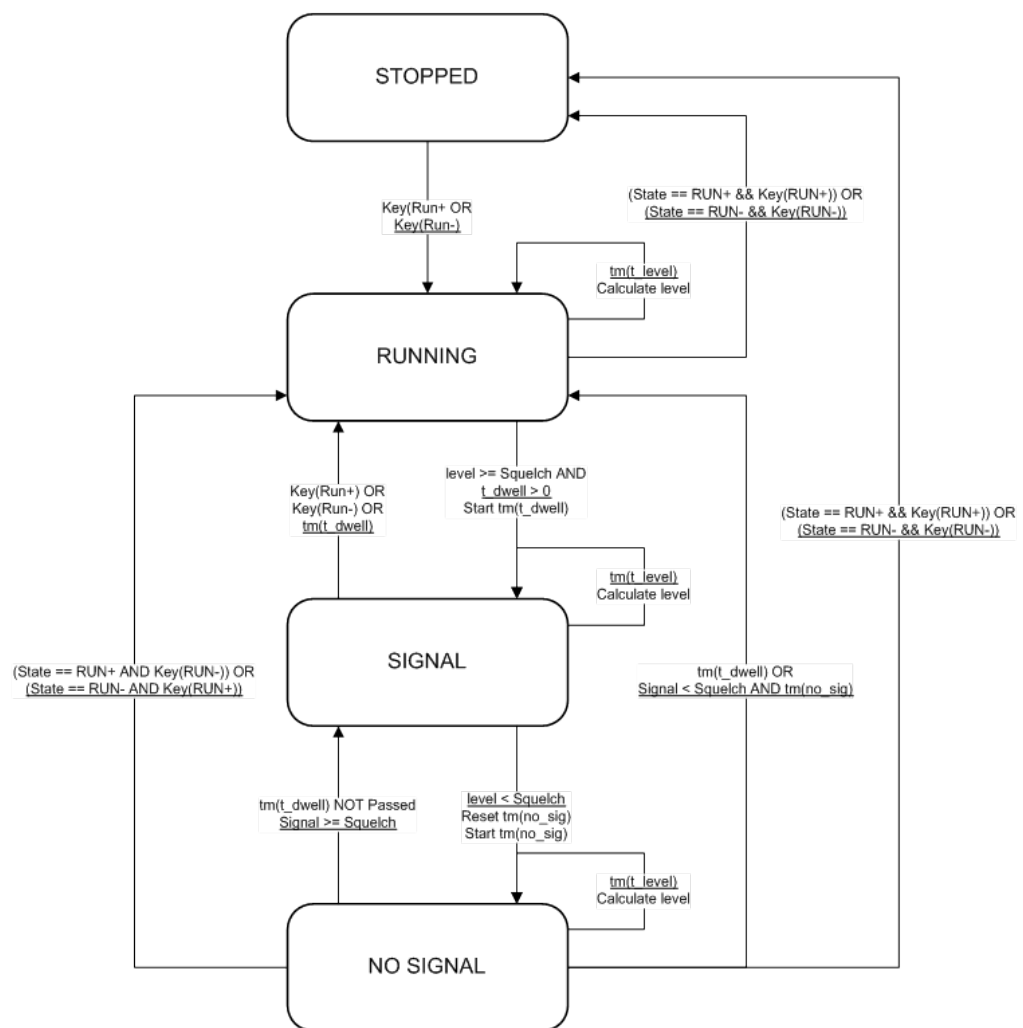 STOPPED
Key(Run+ OR
Key(Run-)
(State == RUN+ && Key(RUN+)) OR
(State == RUN- && Key(RUN-))
tm(t_level)
Calculate level
RUNNING
Key(Run+) OR
Key(Run-) OR
tm(t_dwell)
level >= Squelch AND
t_dwell > 0
Start tm(t_dwell)
(State == RUN+ && Key(RUN+)) OR
(State == RUN- && Key(RUN-))
tm(t_level)
Calculate level
SIGNAL
(State == RUN+ AND Key(RUN-)) OR
(State == RUN- AND Key(RUN+))
tm(t_dwell) OR
Signal < Squelch AND tm(no_sig)
tm(t_dwell) NOT Passed
Signal >= Squelch
level < Squelch
Reset tm(no_sig)
Start tm(no_sig)
tm(t_level)
Calculate level
NO SIGNAL